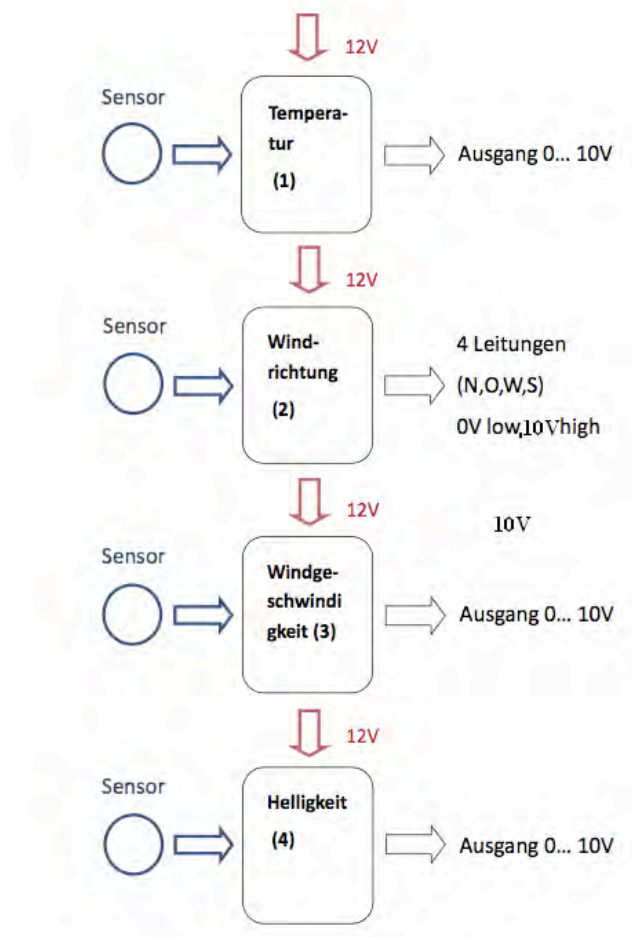 12V
Sensor
Tempera-
tur
(1)
Ausgang 0... 10V
12V
Sensor
Wind-
richtung
(2)
4 Leitungen
(N,O,W,S)
0V low,10Vhigh
12V
10V
Sensor
Windge-
schwindi
gkeit (3)
Ausgang 0... 10V
12V
Sensor
Helligkeit
(4)
Ausgang 0... 10V